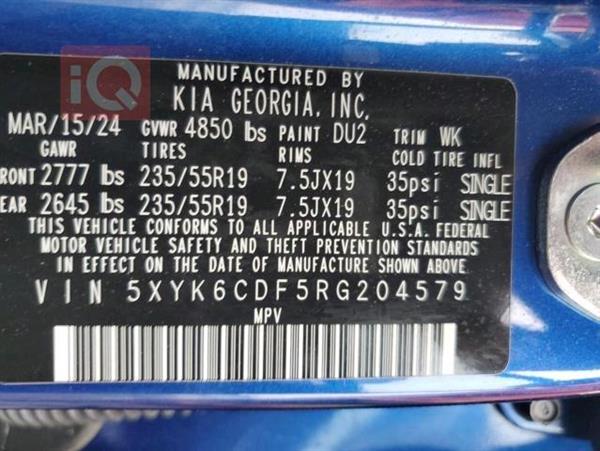 iQ
MANUFACTURED BY
KIA GEORGIA, INC.
MAR/15/24 GVWR 4850 lbs PAINT DU2 TRIM WK
GAWR TIRES RIMS COLD TIRE INFL
FRONT 2777 lbs 235/55R19 7.5JX19 35psi SINGLE
EAR 2645 lbs 235/55R19 7.5JX19 35psi SINGLE
THIS VEHICLE CONFORMS TO ALL APPLICABLE U.S.A. FEDERAL
MOTOR VEHICLE SAFETY AND THEFT PREVENTION STANDARDS
IN EFFECT ON THE DATE OF MANUFACTURE SHOWN ABOVE.
VIN 5XYK6CDF5RG204579
MPV